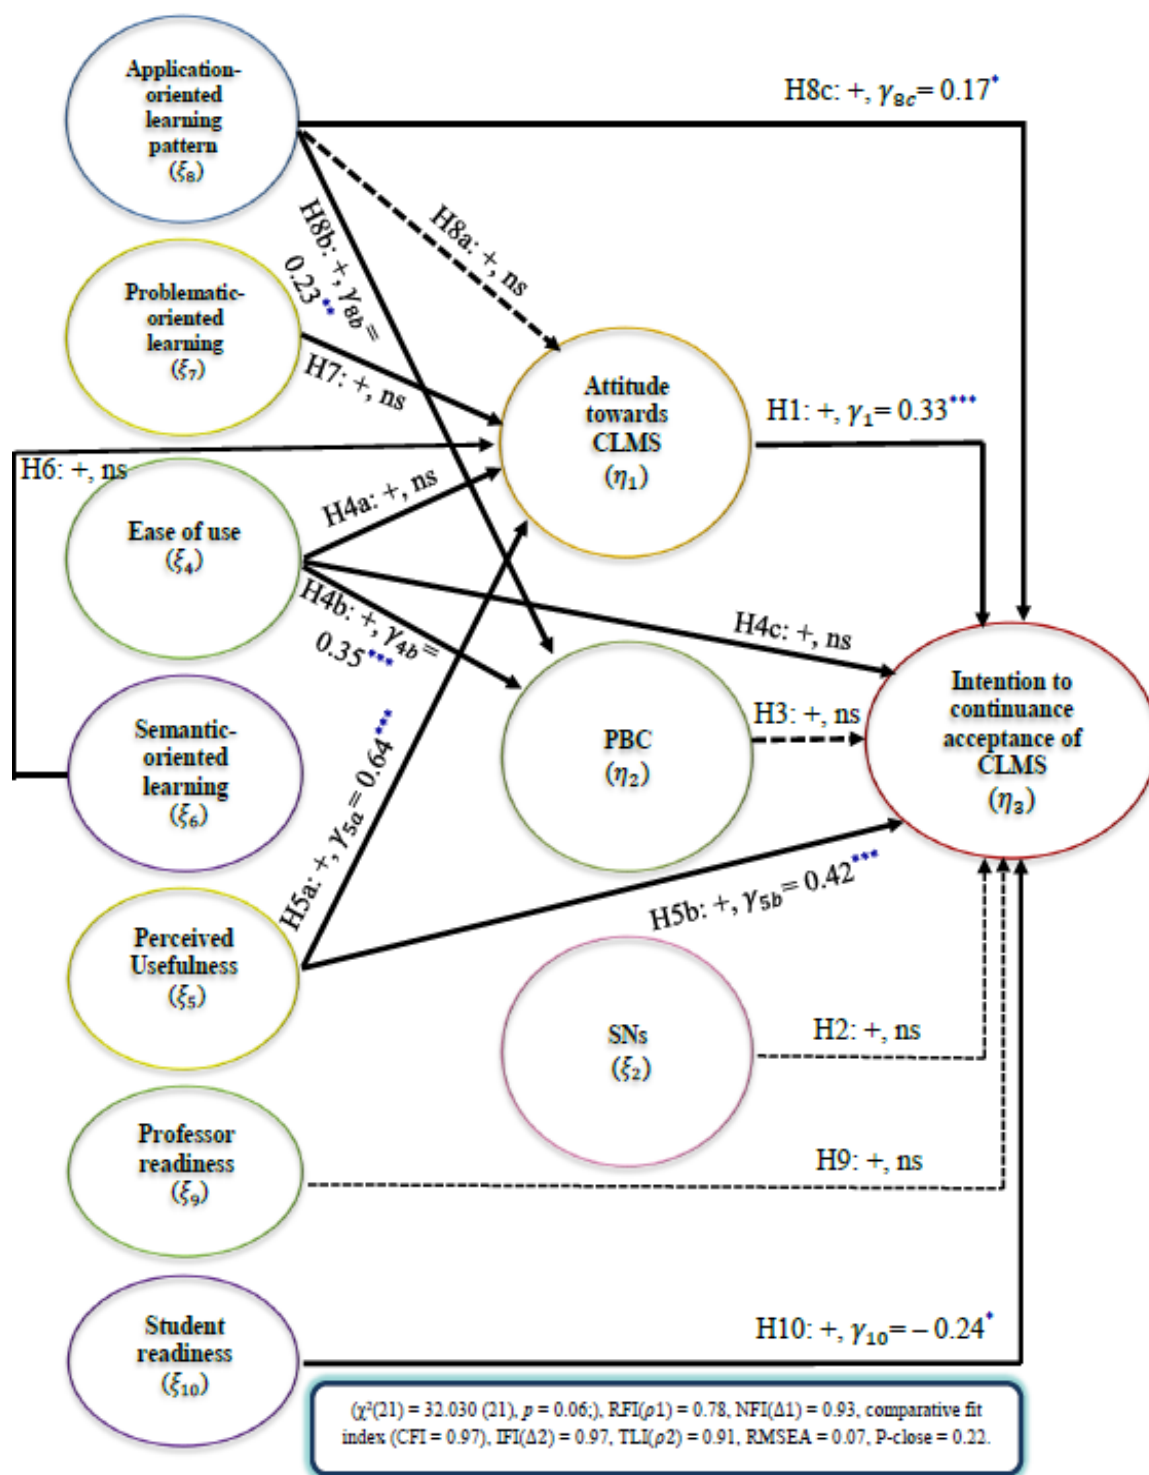 Application-
oriented
learning
pattern
(ξ₈)
H8c: +, γ₈c= 0.17*
H8a: +, ns
H8b: +, γ₈b=
0.23**
Problematic-
oriented
learning
(ξ₇)
H7: +, ns
Attitude
towards
CLMS
(η₁)
H1: +, γ₁= 0.33***
H6: +, ns
Ease of use
(ξ₄)
H4a: +, ns
H4b: +, γ₄b=
0.35***
H4c: +, ns
Semantic-
oriented
learning
(ξ₆)
PBC
(η₂)
H3: +, ns
Intention to
continuance
acceptance of
CLMS
(η₃)
H5a: +, γ₅a= 0.64***
H5b: +, γ₅b= 0.42***
Perceived
Usefulness
(ξ₅)
SNs
(ξ₂)
H2: +, ns
Professor
readiness
(ξ₉)
H9: +, ns
Student
readiness
(ξ₁₀)
H10: +, γ₁₀= – 0.24*
(χ²(21) = 32.030 (21), p = 0.06;), RFI(ρ1) = 0.78, NFI(Δ1) = 0.93, comparative fit
index (CFI = 0.97), IFI(Δ2) = 0.97, TLI(ρ2) = 0.91, RMSEA = 0.07, P-close = 0.22.